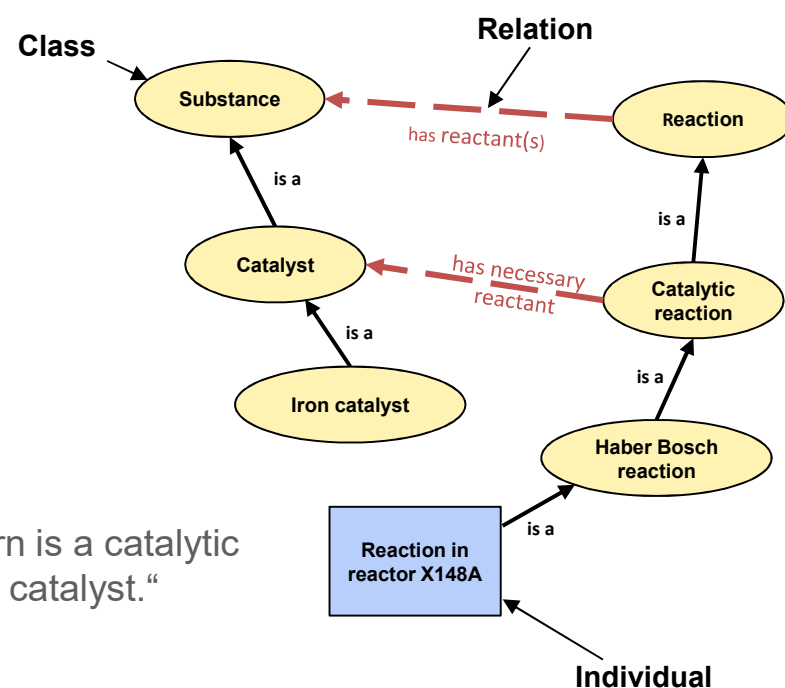 Class
Relation
Substance
Reaction
has reactant(s)
is a
is a
Catalyst
has necessary
reactant
Catalytic
reaction
is a
is a
Iron catalyst
Haber Bosch
reaction
is a
Reaction in
reactor X148A
rn is a catalytic
catalyst.“
Individual